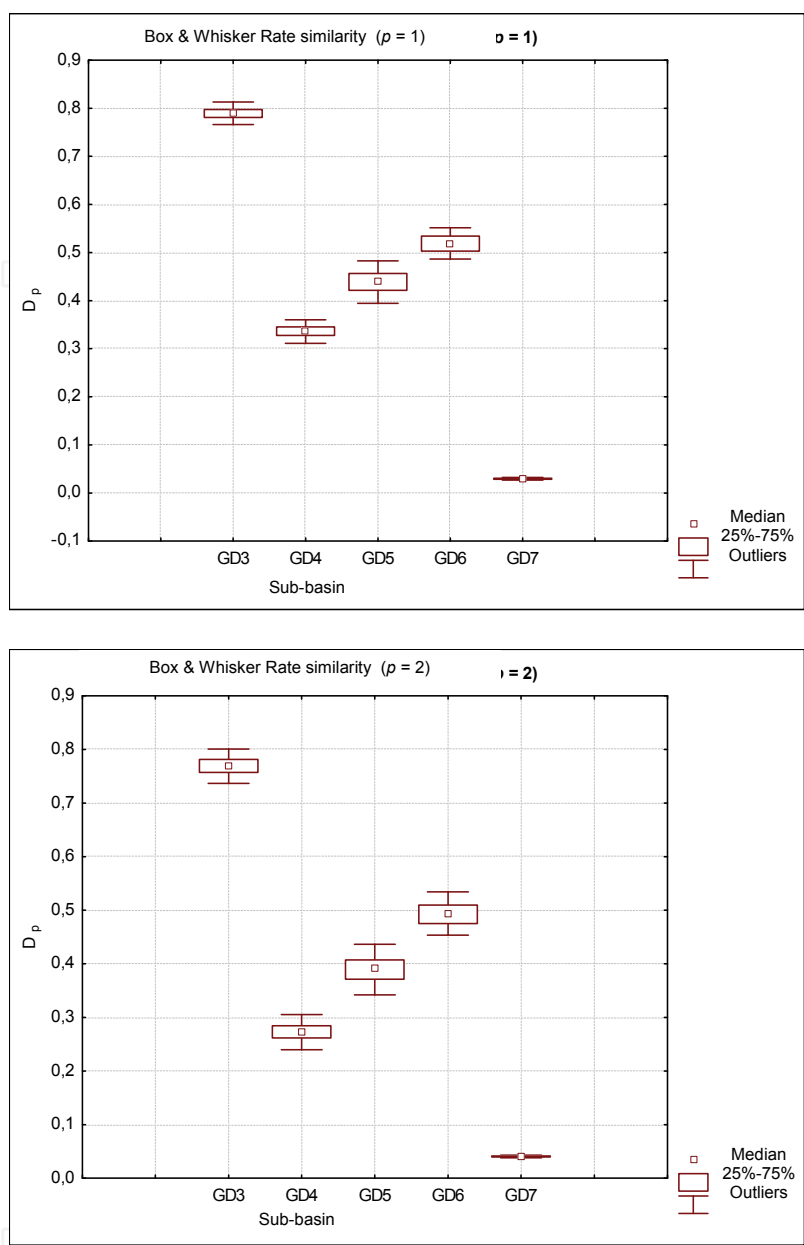 Box & Whisker Rate similarity (p = 1) p = 1)
0,9
0,8
0,7
0,6
0,5
0,4
0,3
0,2
0,1
0,0
-0,1
D p
GD3 GD4 GD5 GD6 GD7
Sub-basin
Median
25%-75%
Outliers
Box & Whisker Rate similarity (p = 2) = 2)
0,9
0,8
0,7
0,6
0,5
0,4
0,3
0,2
0,1
0,0
D p
GD3 GD4 GD5 GD6 GD7
Sub-basin
Median
25%-75%
Outliers